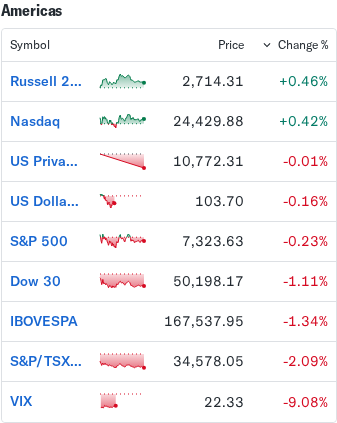 Americas
Symbol Price Change %
Russell 2... 2,714.31 +0.46%
Nasdaq 24,429.88 +0.42%
US Priva... 10,772.31 -0.01%
US Dolla... 103.70 -0.16%
S&P 500 7,323.63 -0.23%
Dow 30 50,198.17 -1.11%
IBOVESPA 167,537.95 -1.34%
S&P/TSX... 34,578.05 -2.09%
VIX 22.33 -9.08%